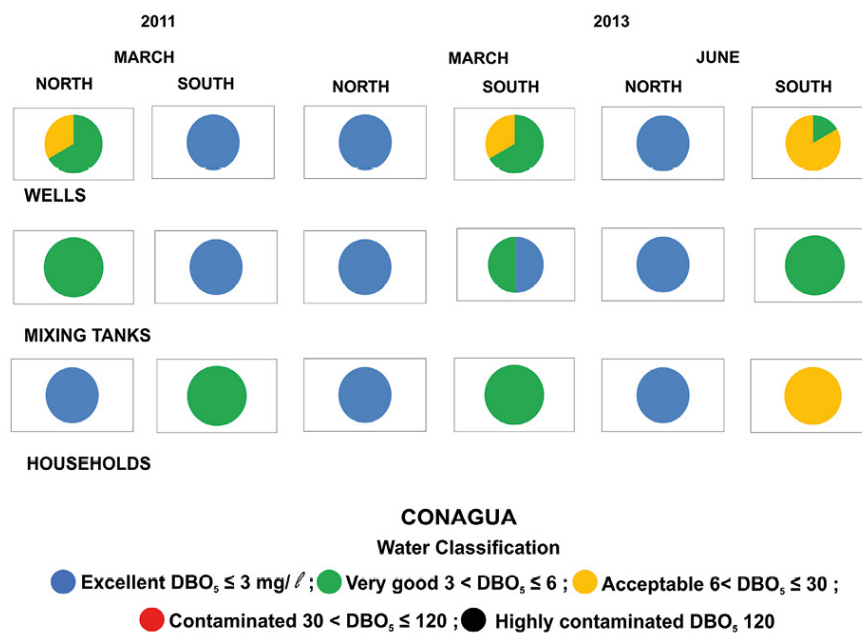 2011 2013
MARCH MARCH JUNE
NORTH SOUTH NORTH SOUTH NORTH SOUTH
WELLS
MIXING TANKS
HOUSEHOLDS
CONAGUA
Water Classification
Excellent DBO₅ ≤ 3 mg/ ℓ ; Very good 3 < DBO₅ ≤ 6 ; Acceptable 6< DBO₅ ≤ 30 ;
Contaminated 30 < DBO₅ ≤ 120 ; Highly contaminated DBO₅ 120